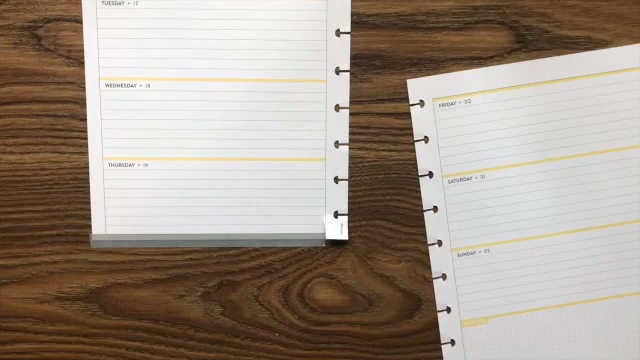 TUESDAY • 17
WEDNESDAY • 18
THURSDAY • 19
FRIDAY • 20
SATURDAY • 21
SUNDAY • 22